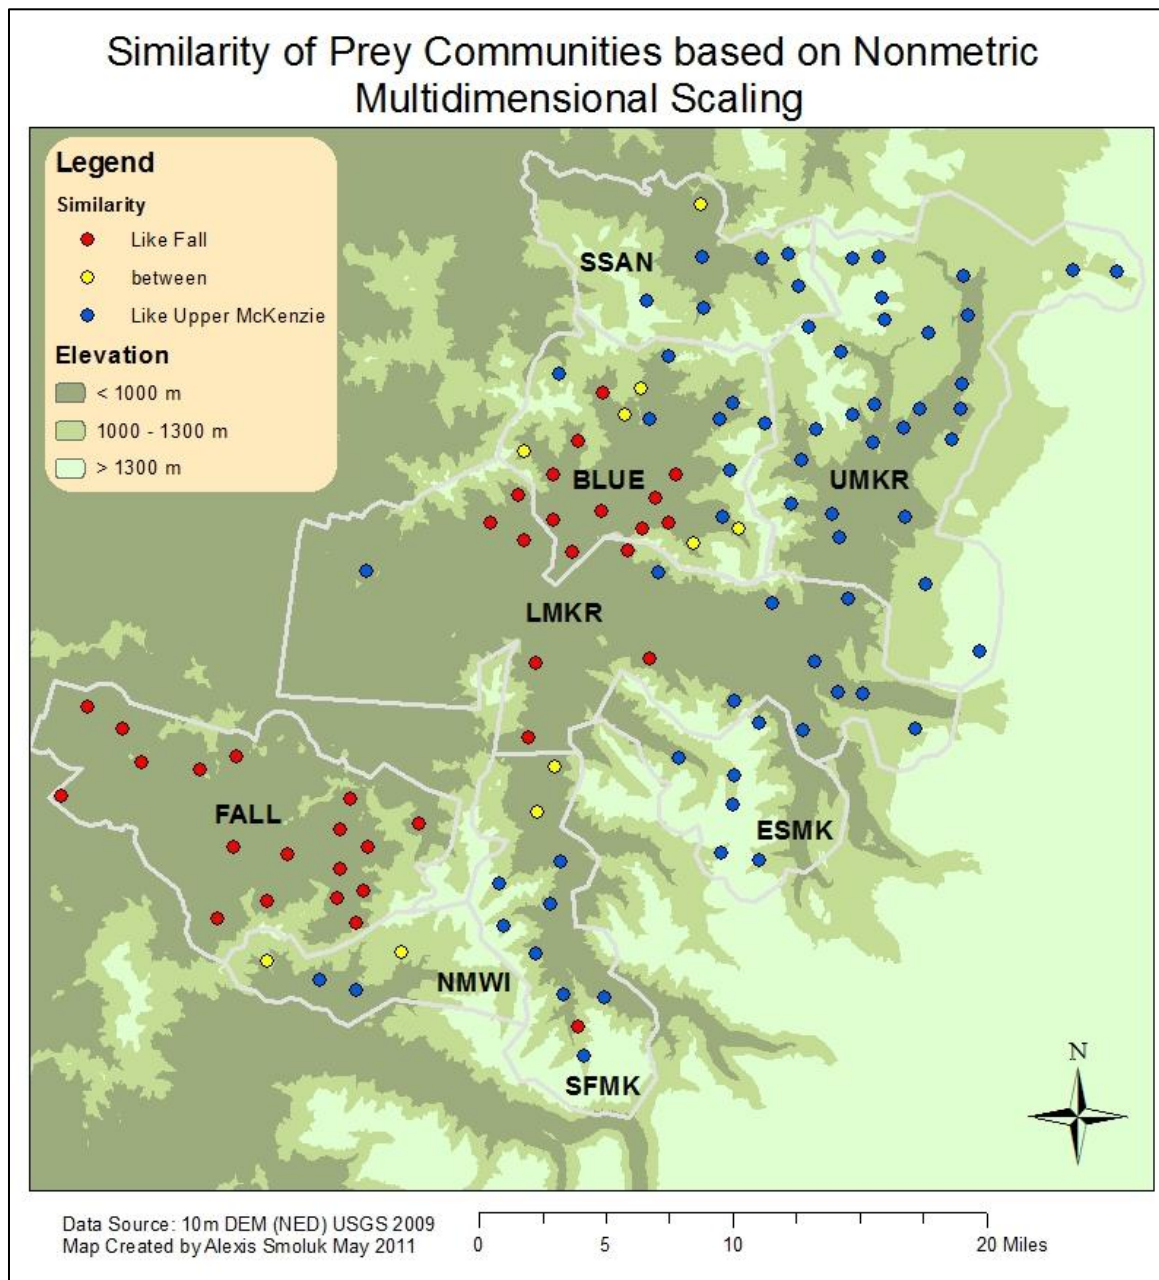 Similarity of Prey Communities based on Nonmetric
Multidimensional Scaling
Legend
Similarity
Like Fall
between
Like Upper McKenzie
Elevation
< 1000 m
1000 - 1300 m
> 1300 m
SSAN
BLUE
UMKR
LMKR
FALL
ESMK
NMWI
SFMK
N
Data Source: 10m DEM (NED) USGS 2009
Map Created by Alexis Smoluk May 2011
0 5 10 20 Miles